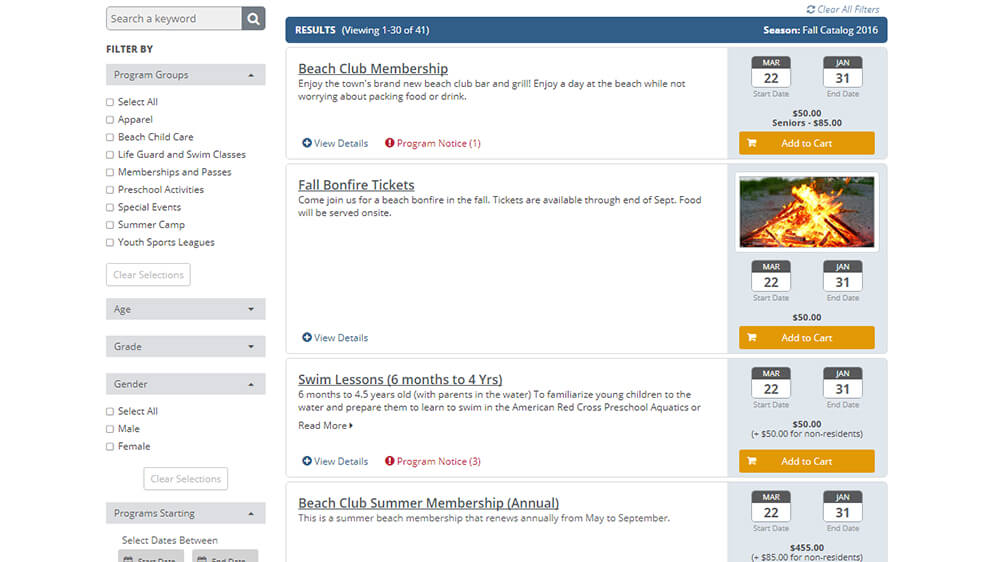 Search a keyword
FILTER BY
Program Groups
Select All
Apparel
Beach Child Care
Life Guard and Swim Classes
Memberships and Passes
Preschool Activities
Special Events
Summer Camp
Youth Sports Leagues
Clear Selections
Age
Grade
Gender
Select All
Male
Female
Clear Selections
Programs Starting
Select Dates Between
Start Date End Date
Clear All Filters
RESULTS (Viewing 1-30 of 41) Season: Fall Catalog 2016
Beach Club Membership
Enjoy the town's brand new beach club bar and grill! Enjoy a day at the beach while not
worrying about packing food or drink.
View Details Program Notice (1)
MAR JAN
22 31
Start Date End Date
$50.00
Seniors - $85.00
Add to Cart
Fall Bonfire Tickets
Come join us for a beach bonfire in the fall. Tickets are available through end of Sept. Food
will be served onsite.
View Details
MAR JAN
22 31
Start Date End Date
$50.00
Add to Cart
Swim Lessons (6 months to 4 Yrs)
6 months to 4.5 years old (with parents in the water) To familiarize young children to the
water and prepare them to learn to swim in the American Red Cross Preschool Aquatics or
Read More
View Details Program Notice (3)
MAR JAN
22 31
Start Date End Date
$50.00
(+ $50.00 for non-residents)
Add to Cart
Beach Club Summer Membership (Annual)
This is a summer beach membership that renews annually from May to September.
MAR JAN
22 31
Start Date End Date
$455.00
(+ $85.00 for non-residents)